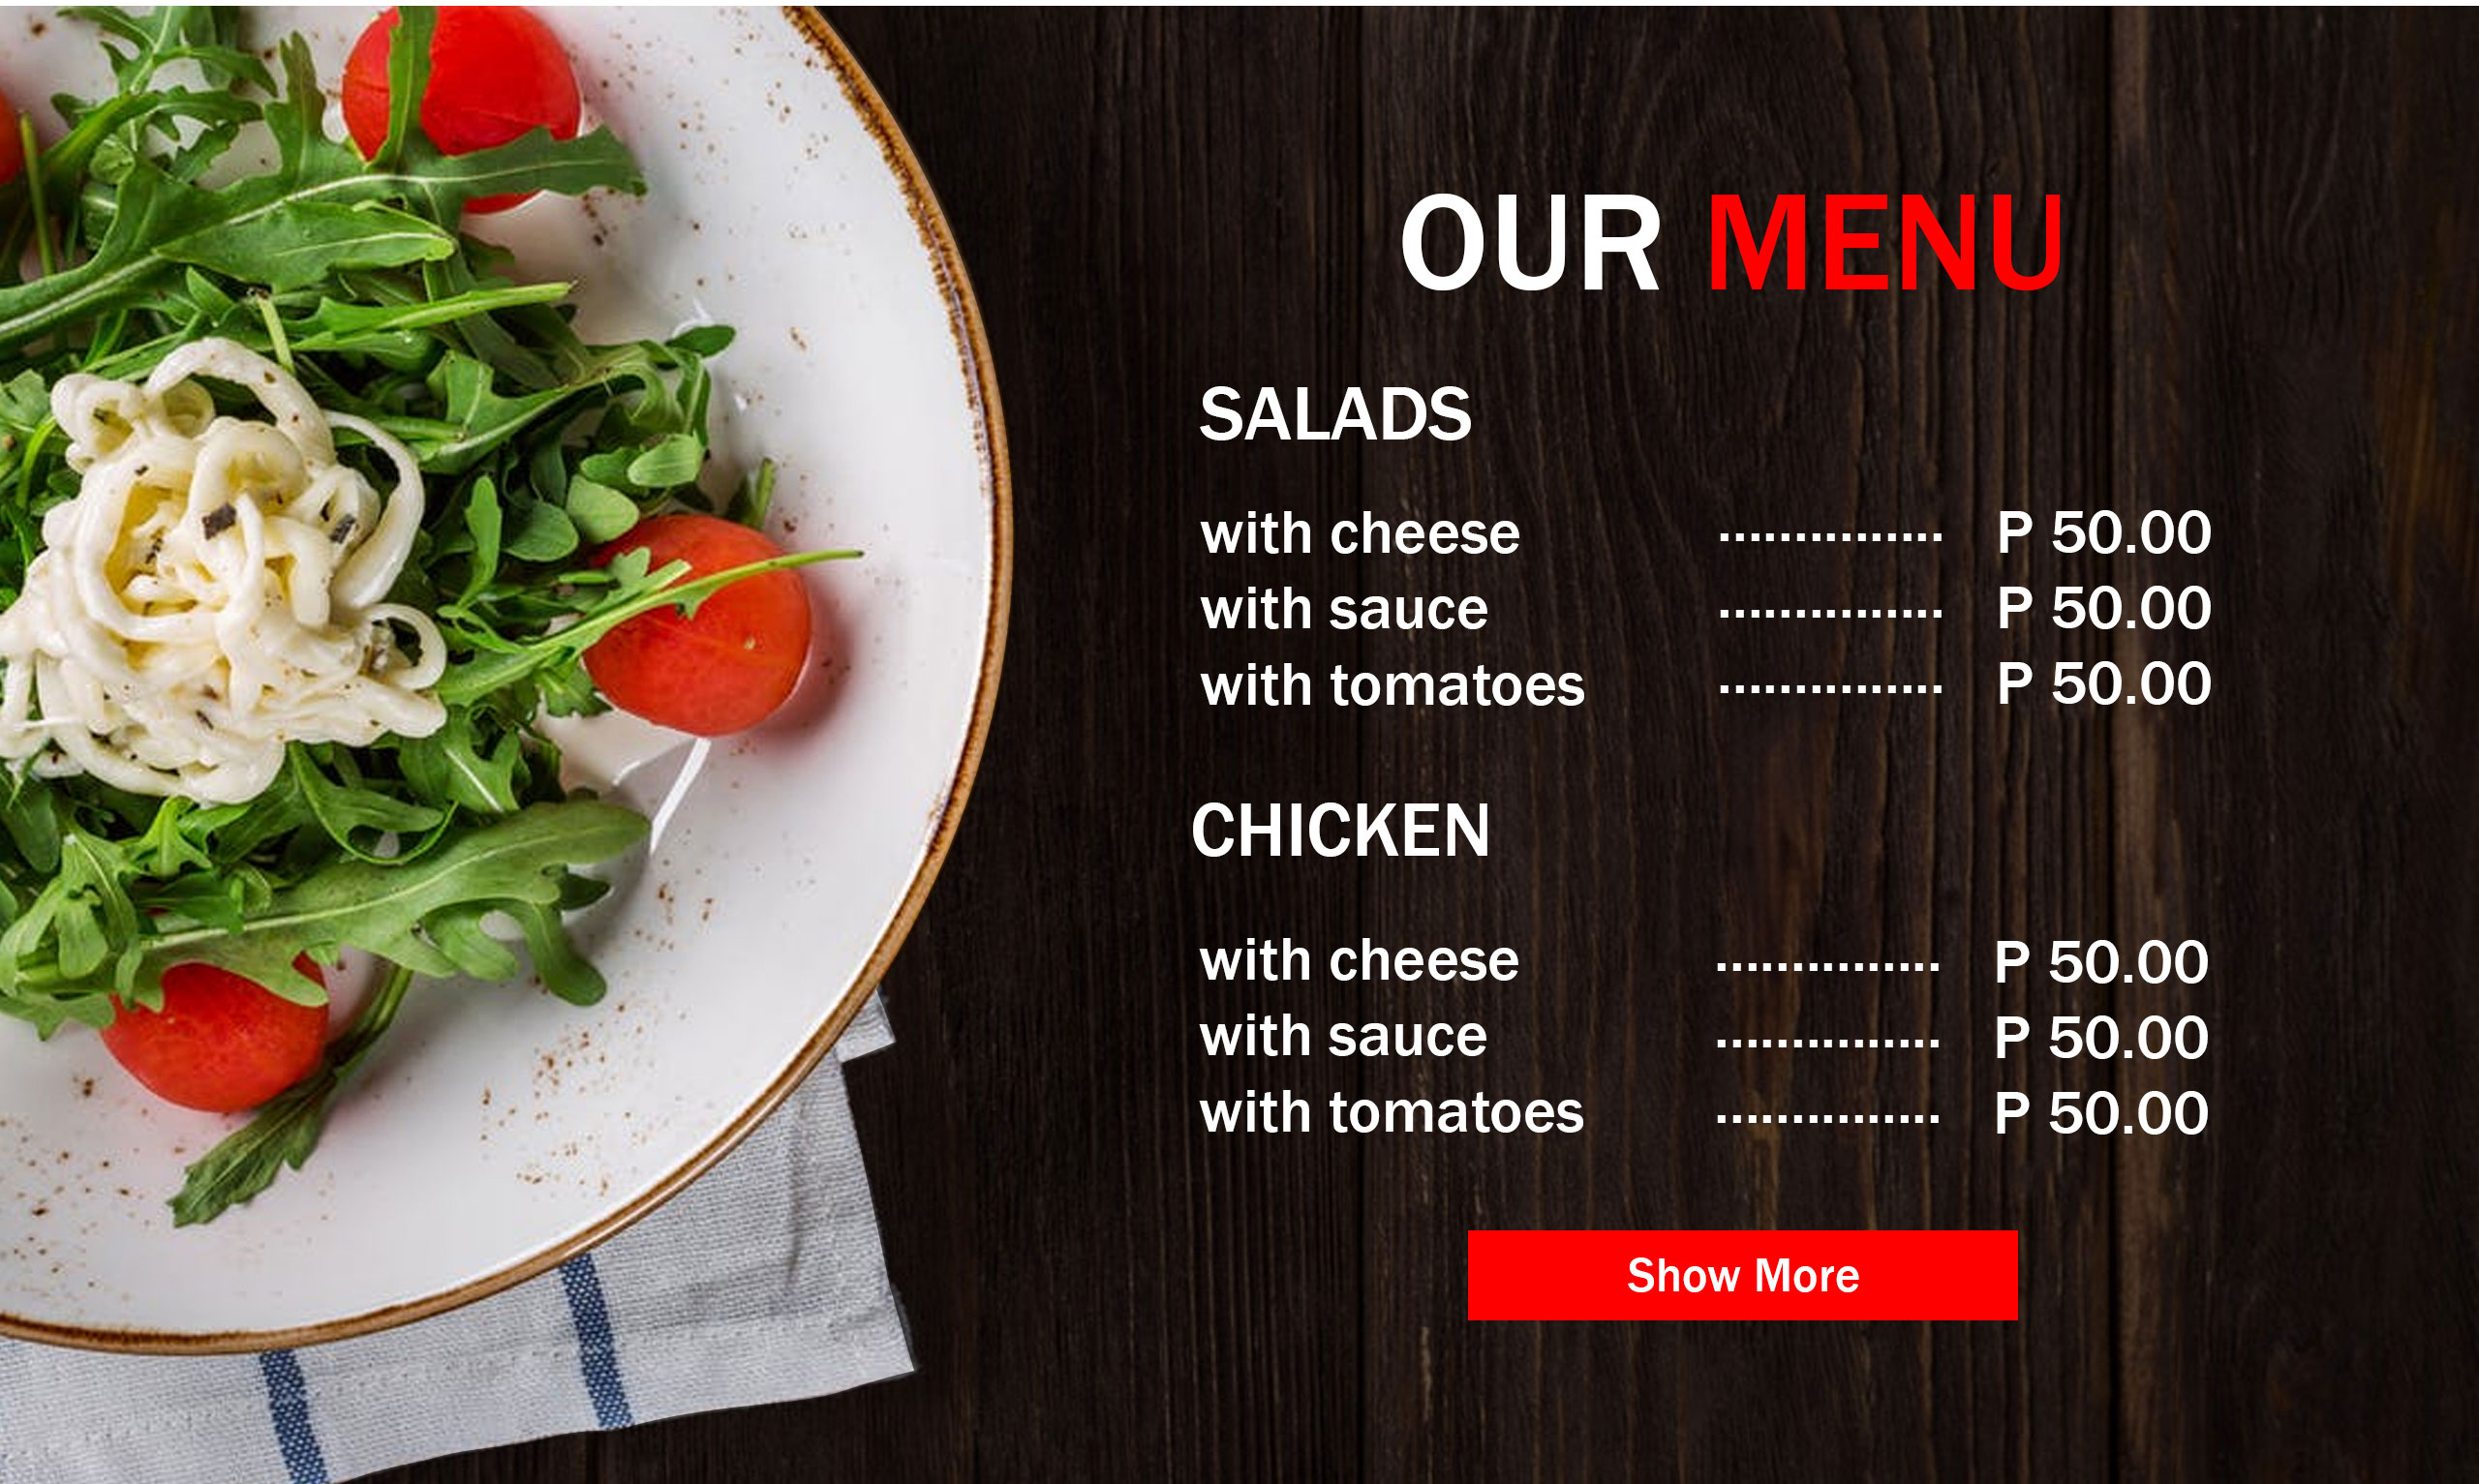 OUR MENU
SALADS
with cheese ............... P 50.00
with sauce ............... P 50.00
with tomatoes ............... P 50.00
CHICKEN
with cheese ............... P 50.00
with sauce ............... P 50.00
with tomatoes ............... P 50.00
Show More